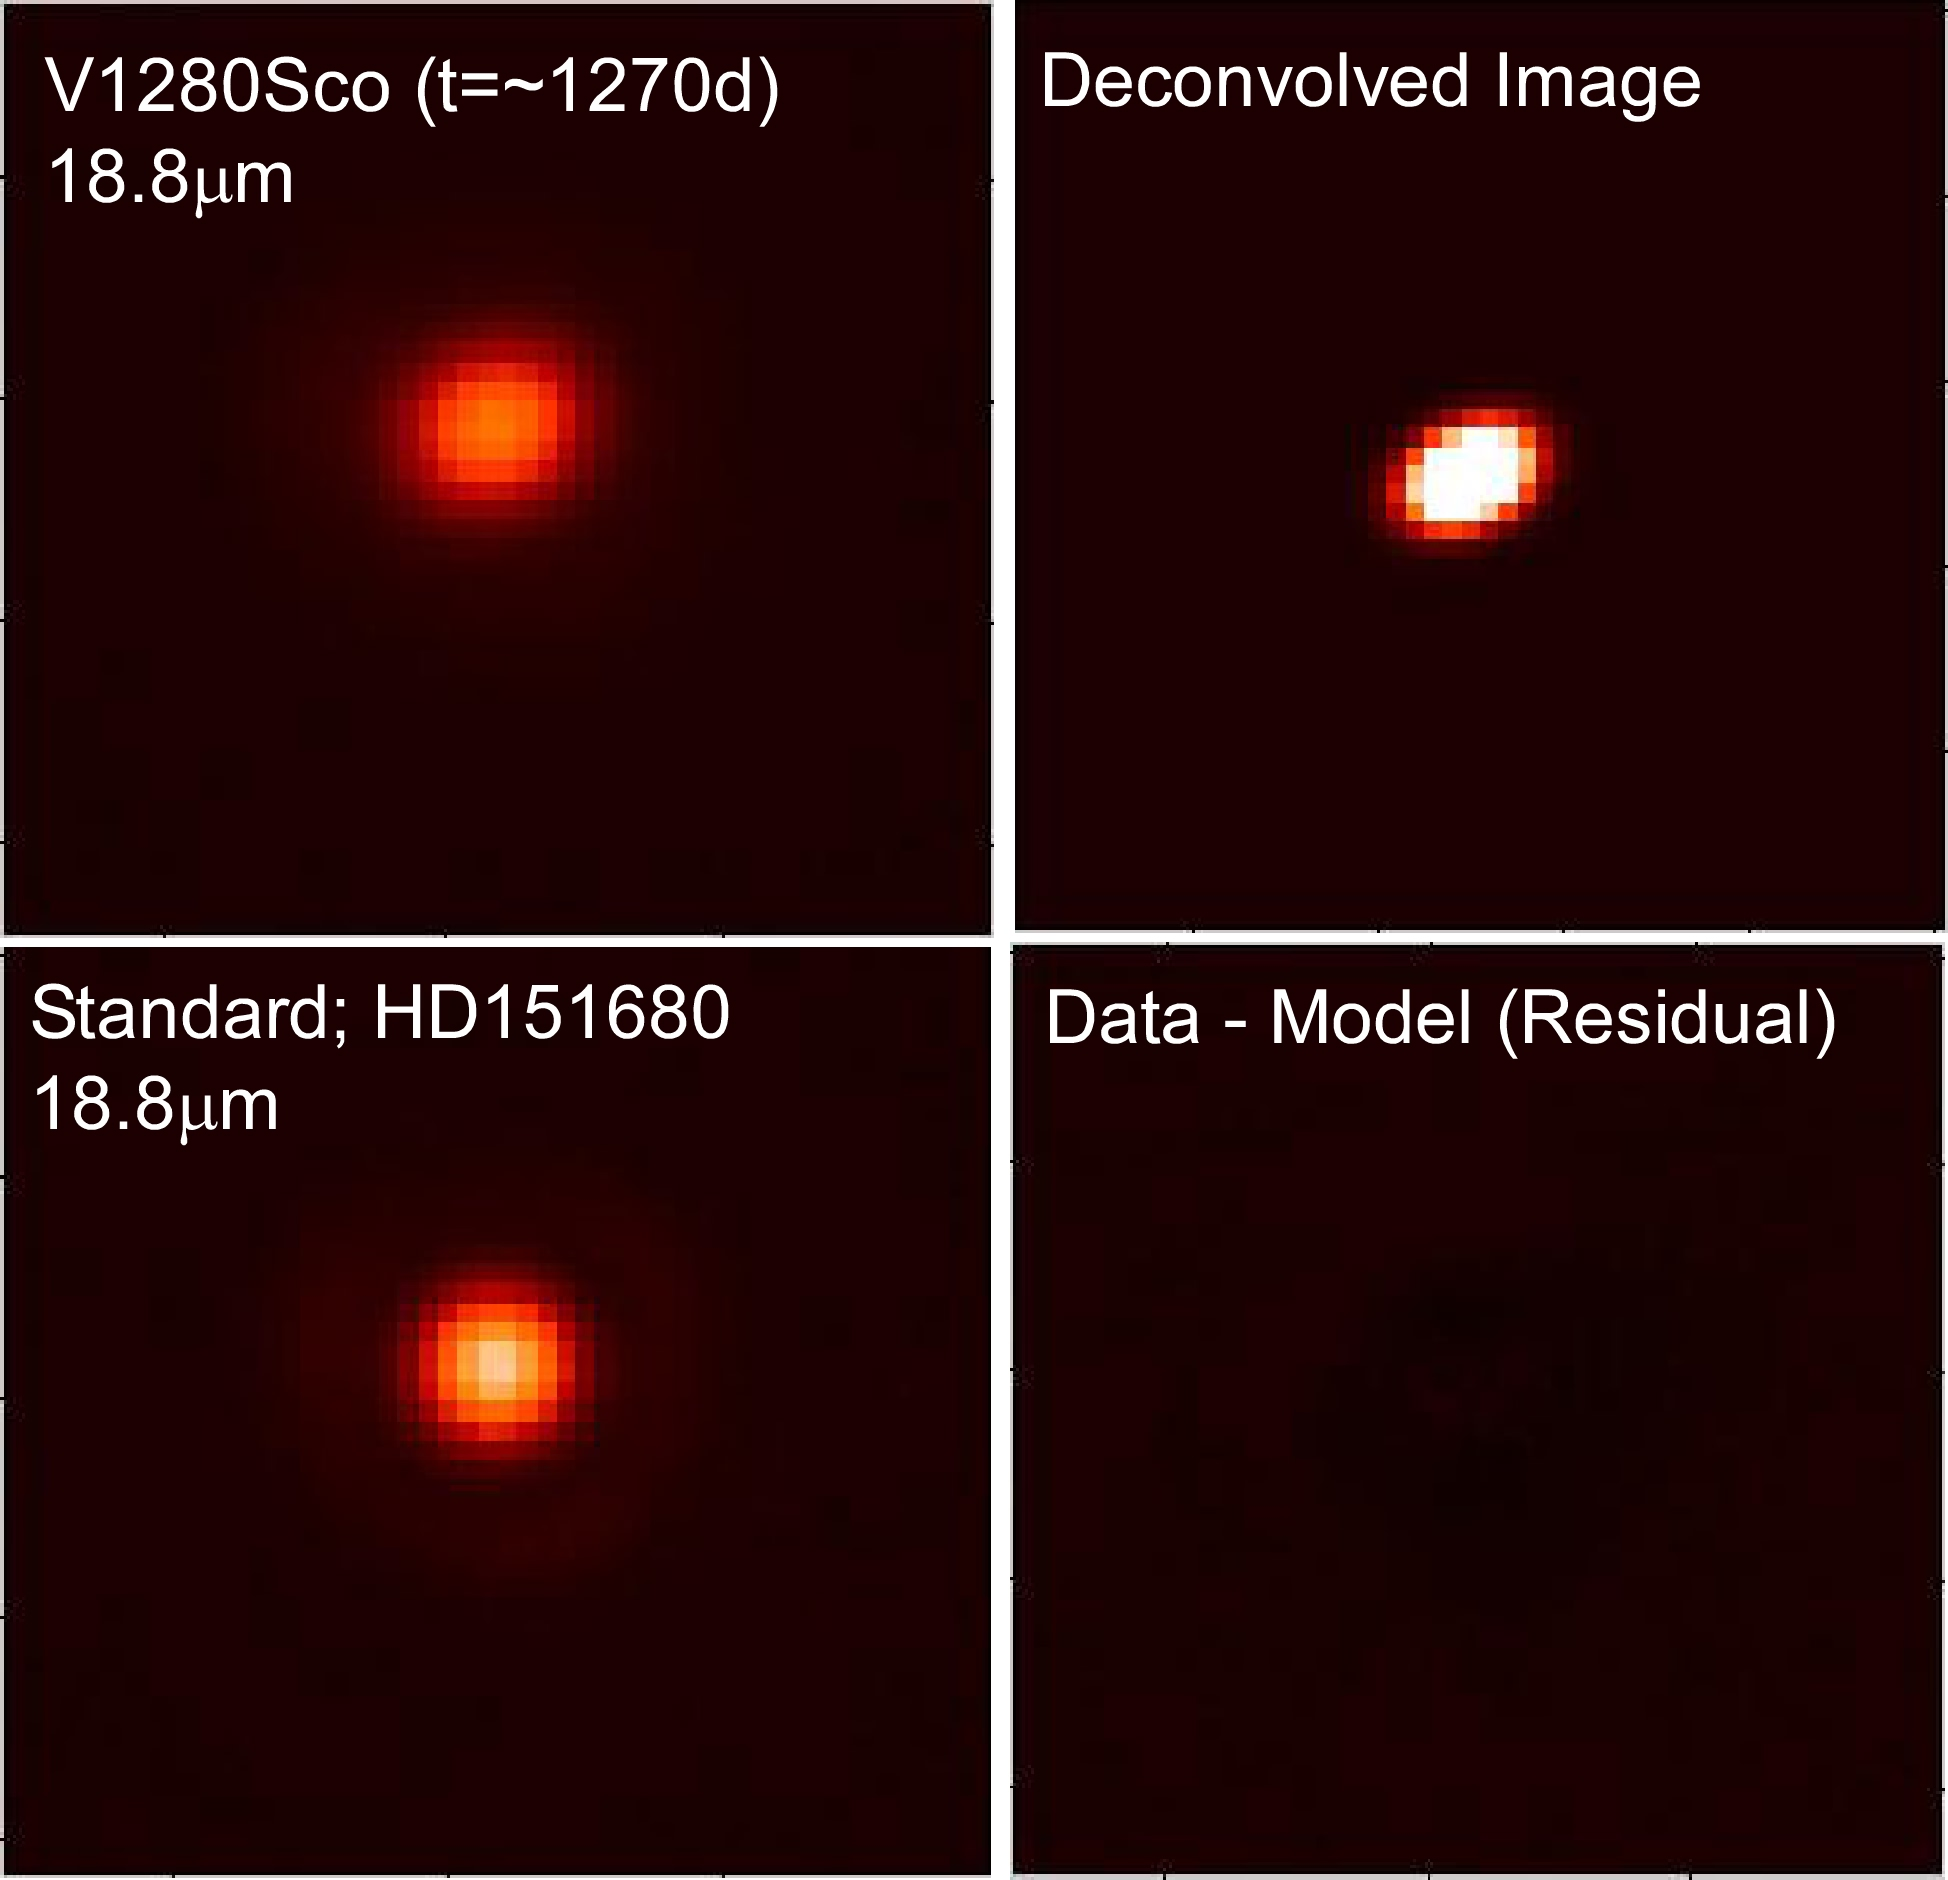 V1280Sco (t=~1270d)
18.8μm
Deconvolved Image
Standard; HD151680
18.8μm
Data - Model (Residual)